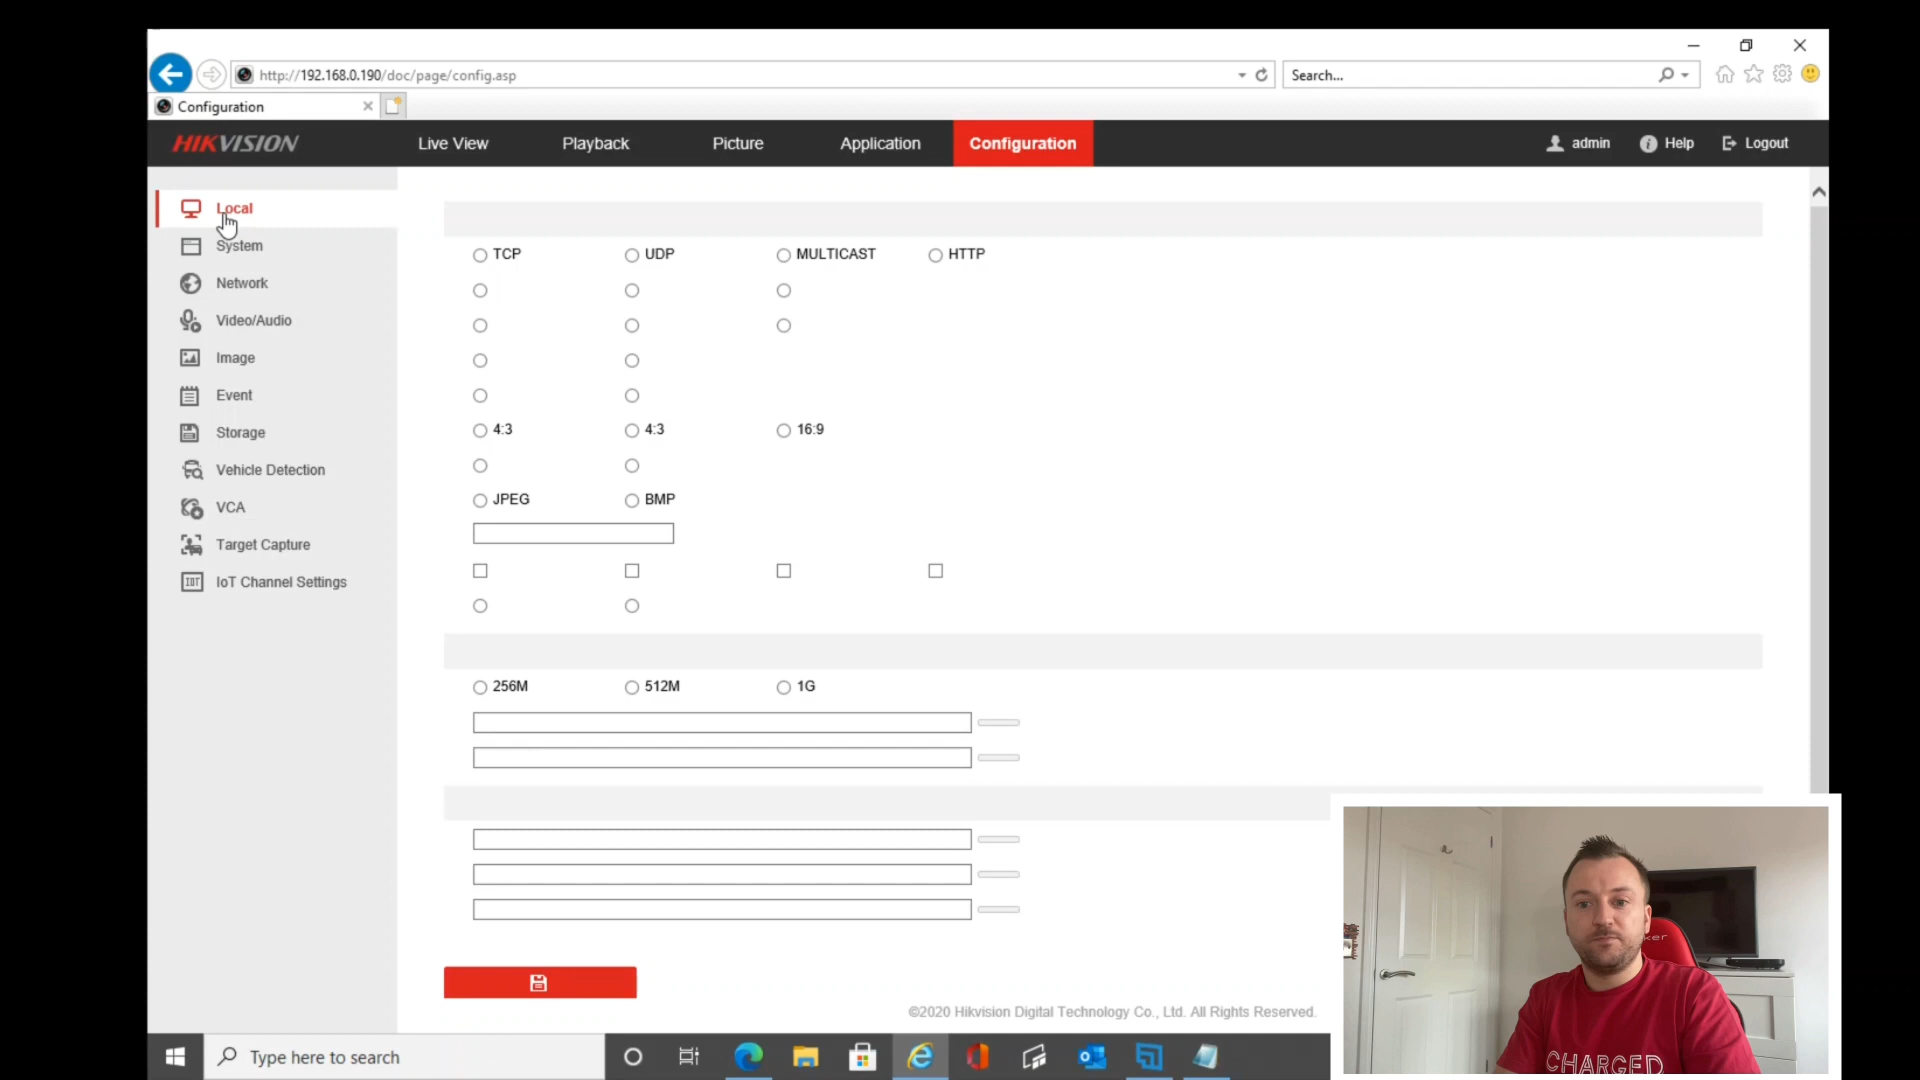 http://192.168.0.190/doc/page/config.asp
Search...
Configuration
HIKVISION
Live View
Playback
Picture
Application
Configuration
admin
Help
Logout
Local
System
Network
Video/Audio
Image
Event
Storage
Vehicle Detection
VCA
Target Capture
IOT
IoT Channel Settings
TCP
UDP
MULTICAST
HTTP
4:3
4:3
16:9
JPEG
BMP
256M
512M
1G
©2020 Hikvision Digital Technology Co., Ltd. All Rights Reserved.
Type here to search
ker
CHARGED